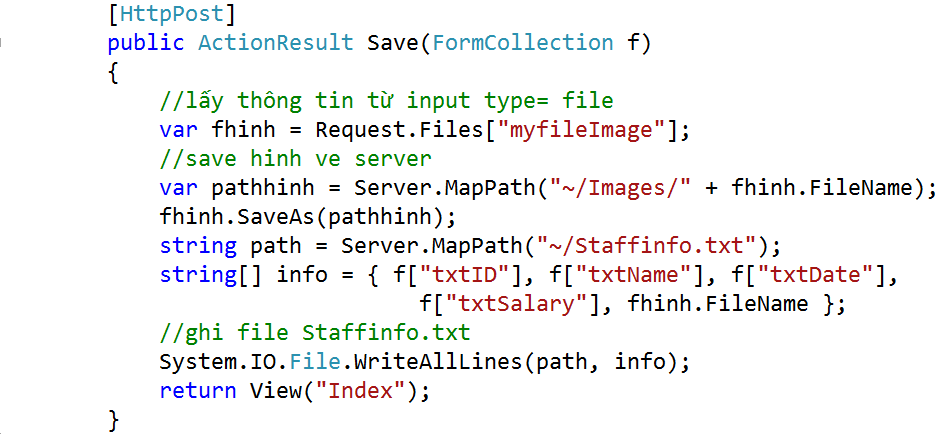 [HttpPost]
public ActionResult Save(FormCollection f)
{
//lấy thông tin từ input type= file
var fhinh = Request.Files["myfileImage"];
//save hinh ve server
var pathhinh = Server.MapPath("~/Images/" + fhinh.FileName);
fhinh.SaveAs(pathhinh);
string path = Server.MapPath("~/Staffinfo.txt");
string[] info = { f["txtID"], f["txtName"], f["txtDate"],
f["txtSalary"], fhinh.FileName };
//ghi file Staffinfo.txt
System.IO.File.WriteAllLines(path, info);
return View("Index");
}